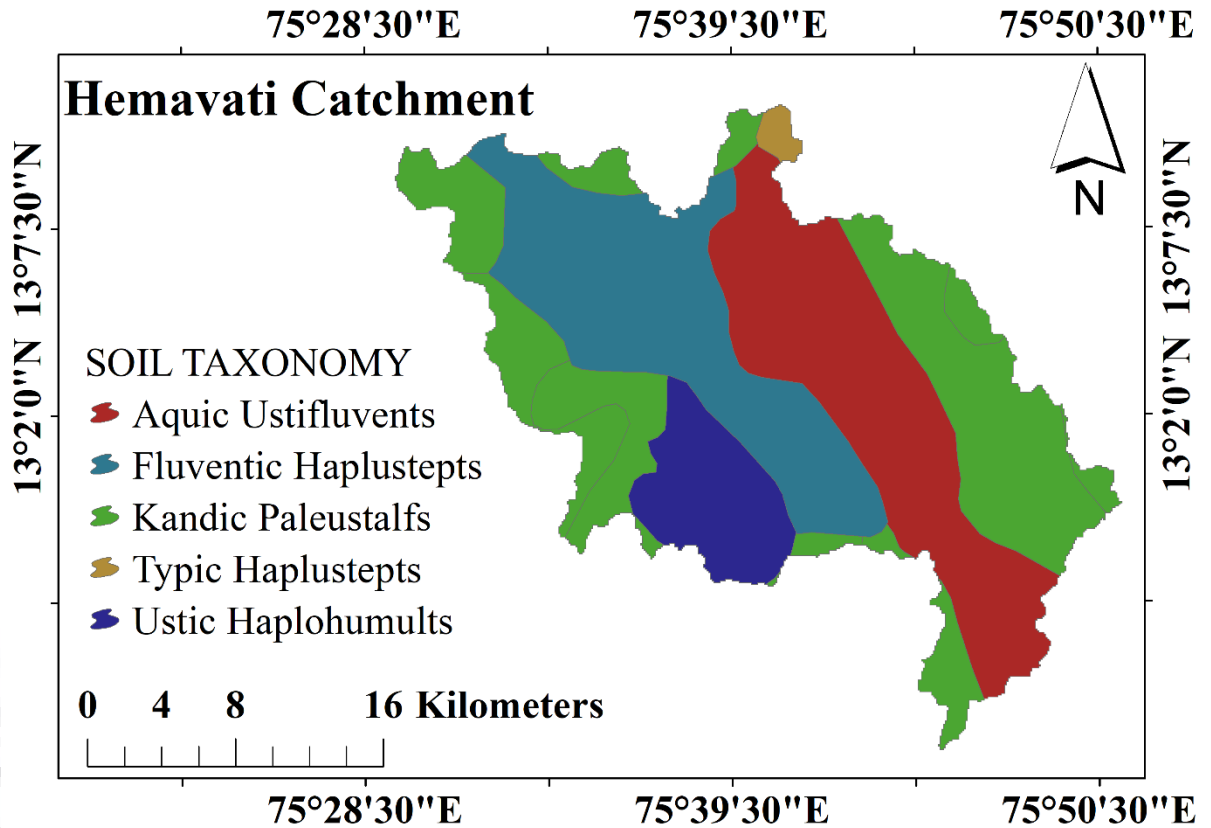 75°28'30"E 75°39'30"E 75°50'30"E
Hemavati Catchment
N
13°7'30"N 13°7'30"N
13°2'0"N 13°2'0"N
SOIL TAXONOMY
Aquic Ustifluvents
Fluventic Haplustepts
Kandic Paleustalfs
Typic Haplustepts
Ustic Haplohumults
0 4 8 16 Kilometers
75°28'30"E 75°39'30"E 75°50'30"E